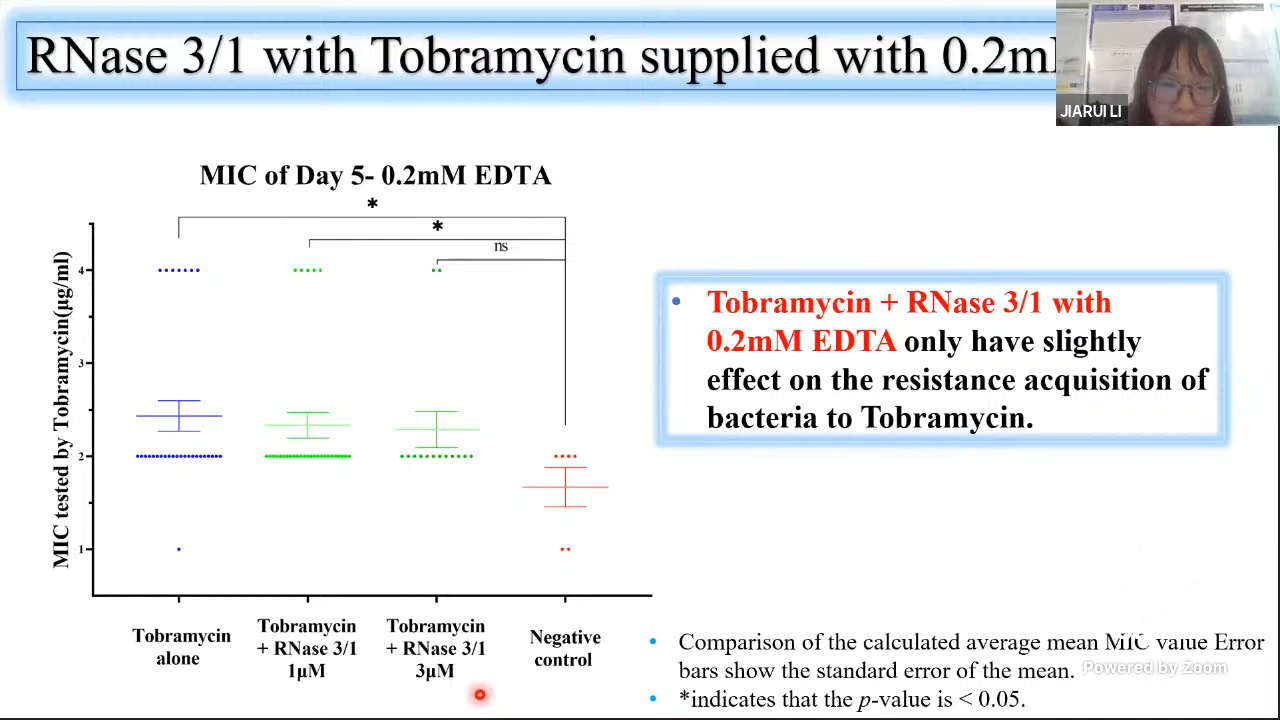 RNase 3/1 with Tobramycin supplied with 0.2m
JIARUI LI
MIC of Day 5- 0.2mM EDTA
*
*
ns
MIC tested by Tobramycin(μg/ml)
4
3
2
1
Tobramycin
alone
Tobramycin
+ RNase 3/1
1μM
Tobramycin
+ RNase 3/1
3μM
Negative
control
• Tobramycin + RNase 3/1 with
0.2mM EDTA only have slightly
effect on the resistance acquisition of
bacteria to Tobramycin.
• Comparison of the calculated average mean MIC value Error
bars show the standard error of the mean.
Powered by Zoom
• *indicates that the p-value is < 0.05.